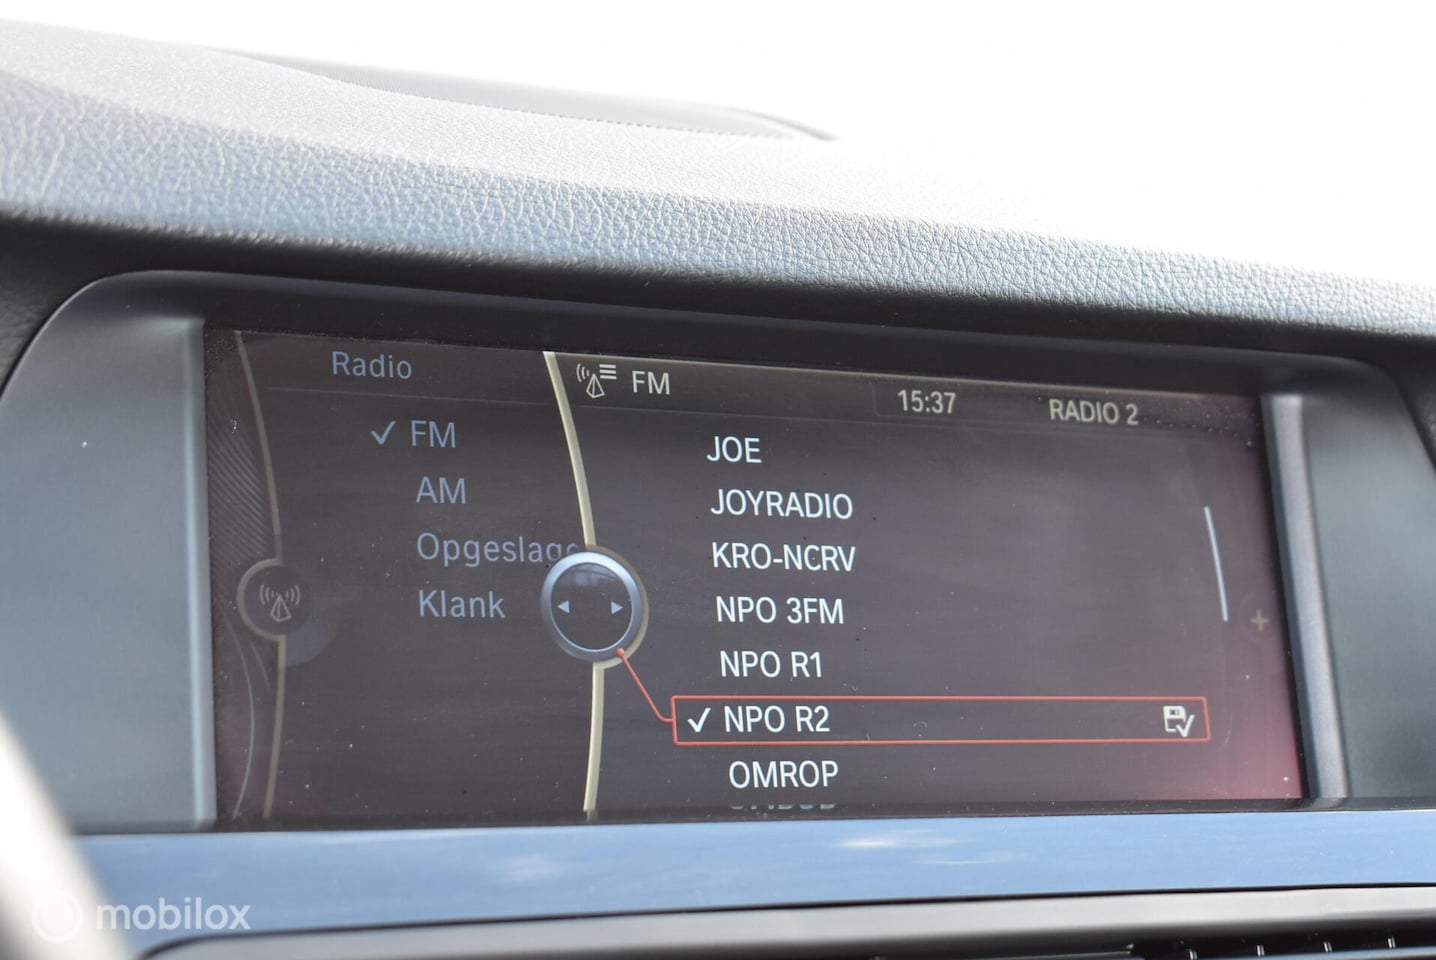 Radio
FM
AM
Klank
FM
15:37
RADIO 2
JOE
JOYRADIO
KRO-NCRV
NPO 3FM
NPO R1
NPO R2
OMROP
mobilox